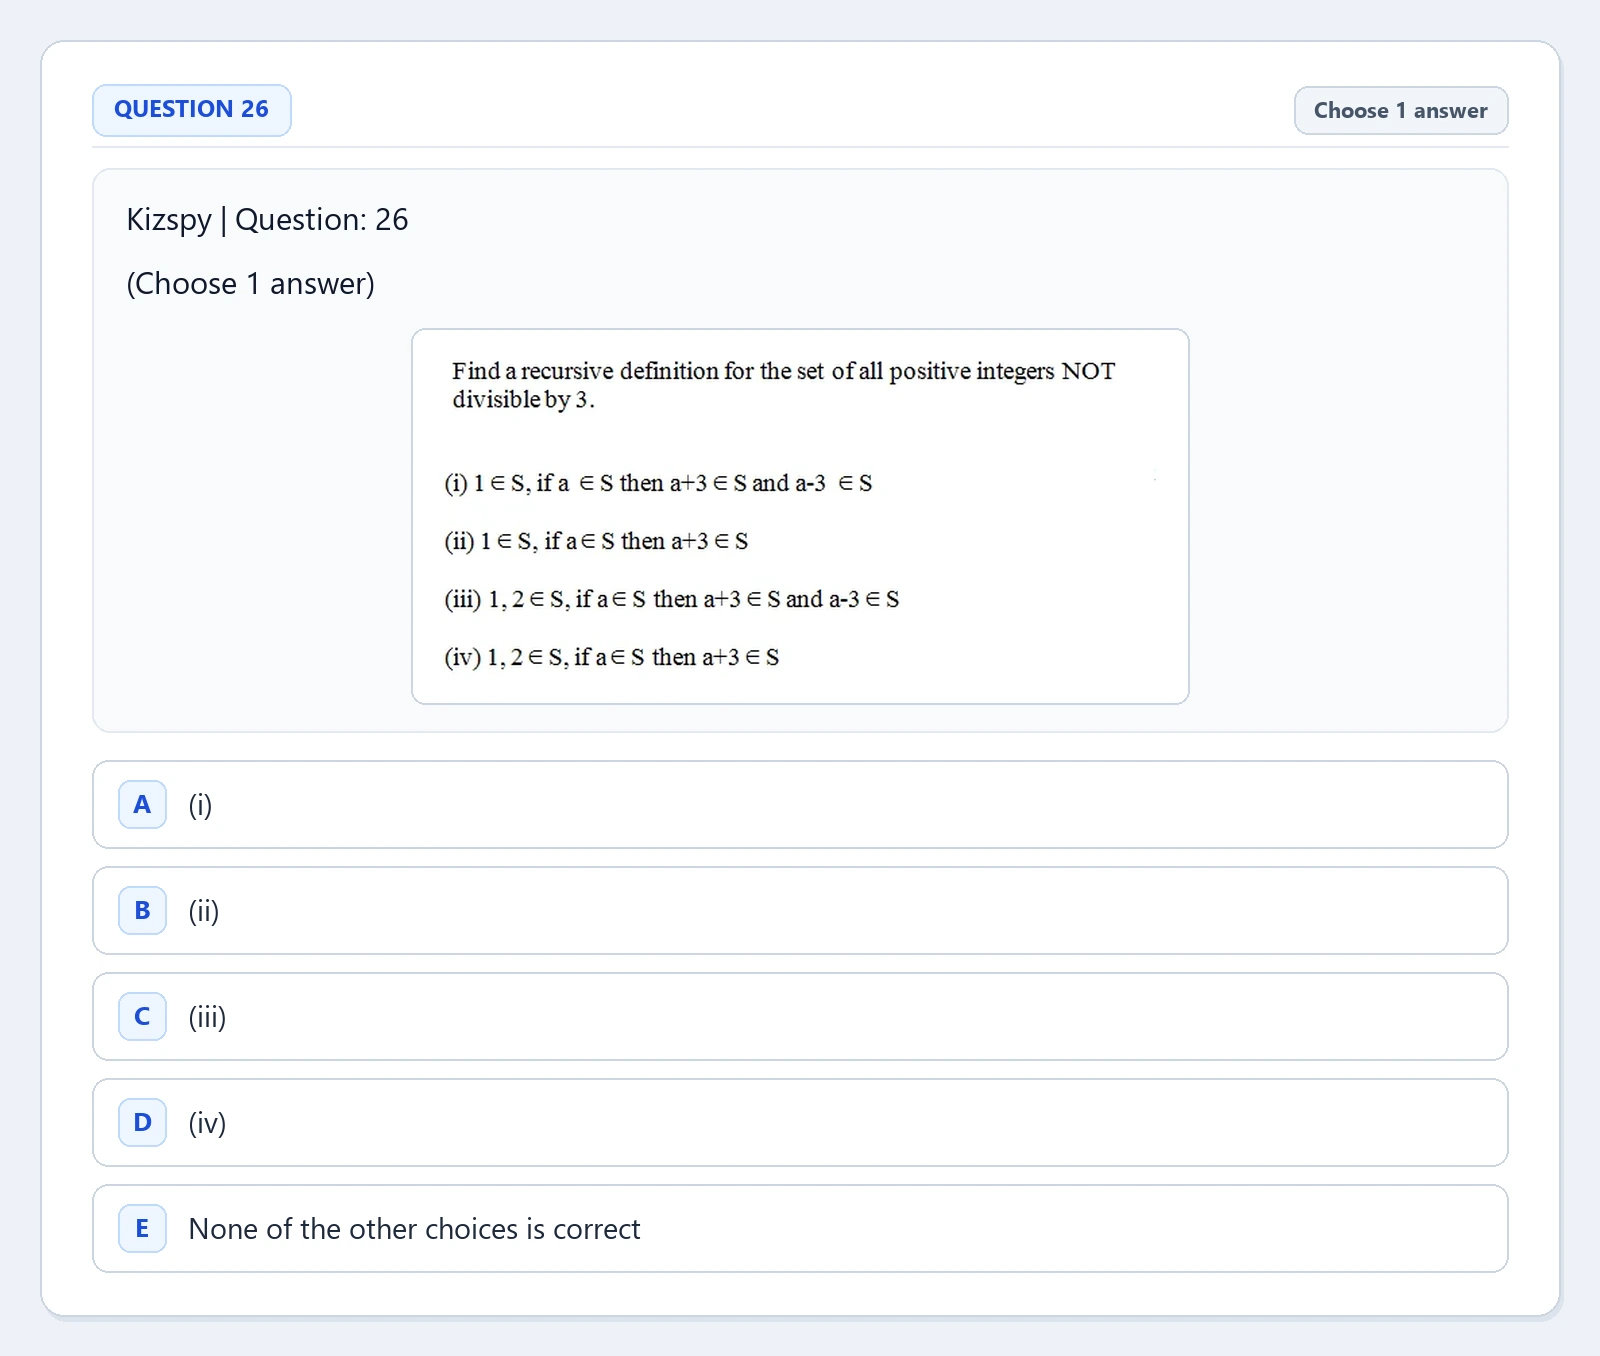 QUESTION 26
Choose 1 answer
Kizspy | Question: 26
(Choose 1 answer)
Find a recursive definition for the set of all positive integers NOT
divisible by 3.
(i) 1 ∈ S, if a ∈ S then a+3 ∈ S and a-3 ∈ S
(ii) 1 ∈ S, if a ∈ S then a+3 ∈ S
(iii) 1, 2 ∈ S, if a ∈ S then a+3 ∈ S and a-3 ∈ S
(iv) 1, 2 ∈ S, if a ∈ S then a+3 ∈ S
A (i)
B (ii)
C (iii)
D (iv)
E None of the other choices is correct